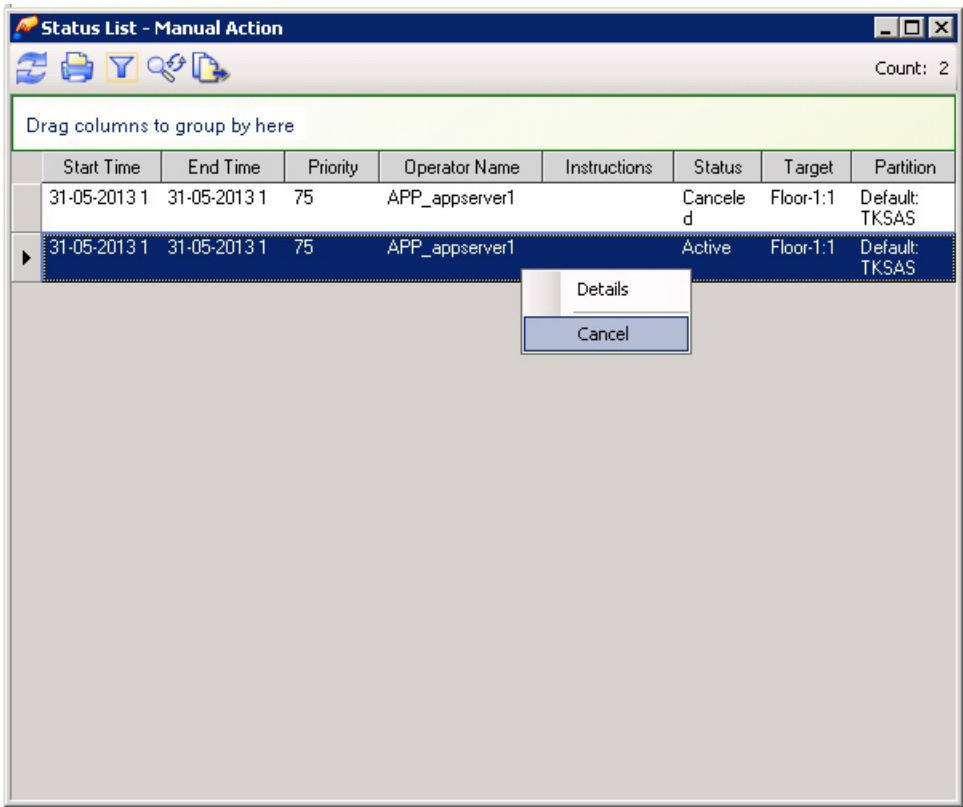 Status List - Manual Action
Count: 2
Drag columns to group by here
Start Time End Time Priority Operator Name Instructions Status Target Partition
31-05-2013 1 31-05-2013 1 75 APP_appserver1 Cancele Floor-1:1 Default:
d TKSAS
31-05-2013 1 31-05-2013 1 75 APP_appserver1 Active Floor-1:1 Default:
TKSAS
Details
Cancel